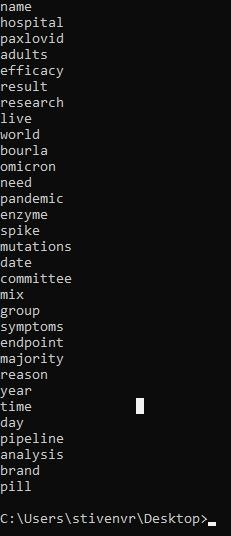 name
hospital
paxlovid
adults
efficacy
result
research
live
world
bourla
omicron
need
pandemic
enzyme
spike
mutations
date
committee
mix
group
symptoms
endpoint
majority
reason
year
time
day
pipeline
analysis
brand
pill
C:\Users\stivenvr\Desktop>